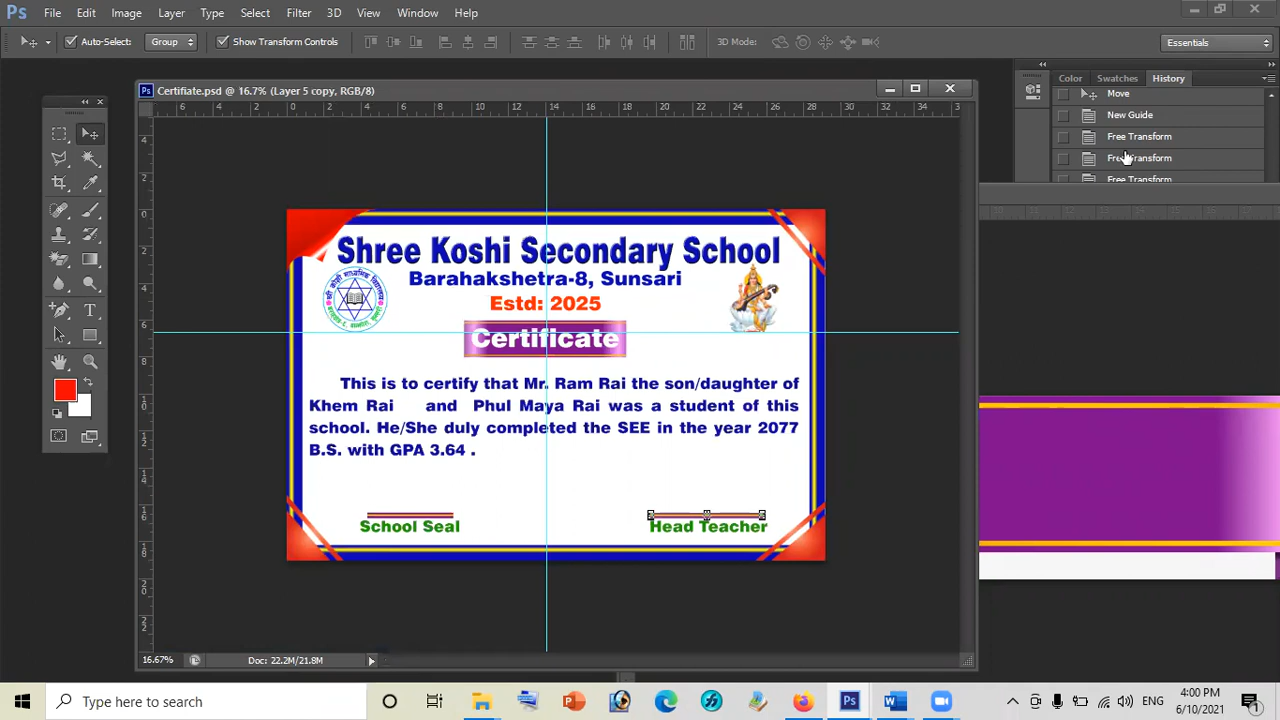 Ps File Edit Image Layer Type Select Filter 3D View Window Help
Auto-Select: Group Show Transform Controls 3D Mode: Essentials
Color Swatches History
Move
New Guide
Free Transform
Free Transform
Free Transform
Ps Certifiate.psd @ 16.7% (Layer 5 copy, RGB/8)
Shree Koshi Secondary School
Barahakshetra-8, Sunsari
Estd: 2025
Certificate
This is to certify that Mr. Ram Rai the son/daughter of
Khem Rai and Phul Maya Rai was a student of this
school. He/She duly completed the SEE in the year 2077
B.S. with GPA 3.64 .
School Seal
Head Teacher
16.67% Doc: 22.2M/21.8M
Type here to search
ENG
4:00 PM
6/10/2021